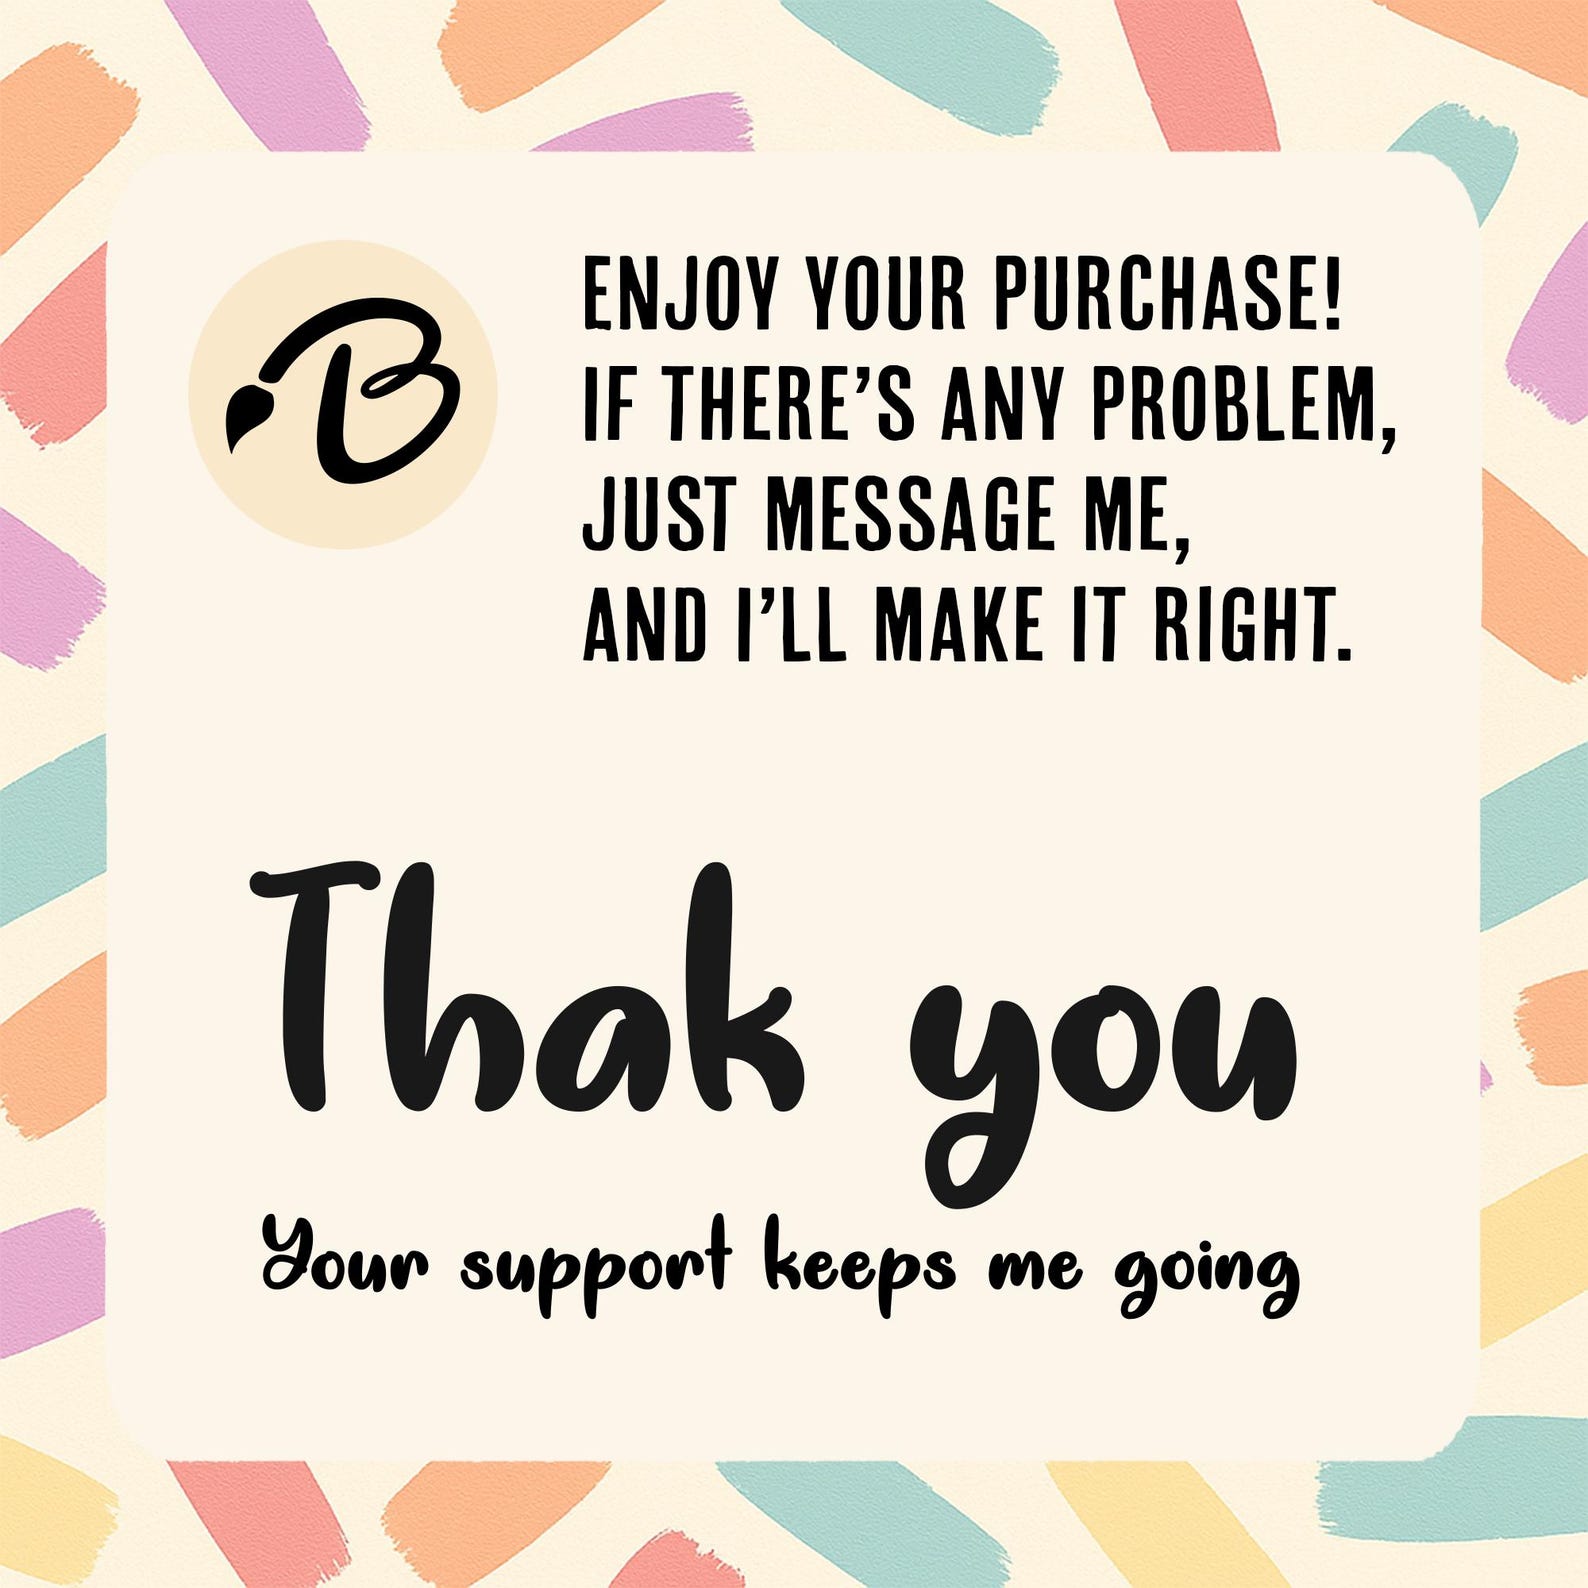 B
ENJOY YOUR PURCHASE!
IF THERE'S ANY PROBLEM,
JUST MESSAGE ME,
AND I'LL MAKE IT RIGHT.
Thak you
Your support keeps me going